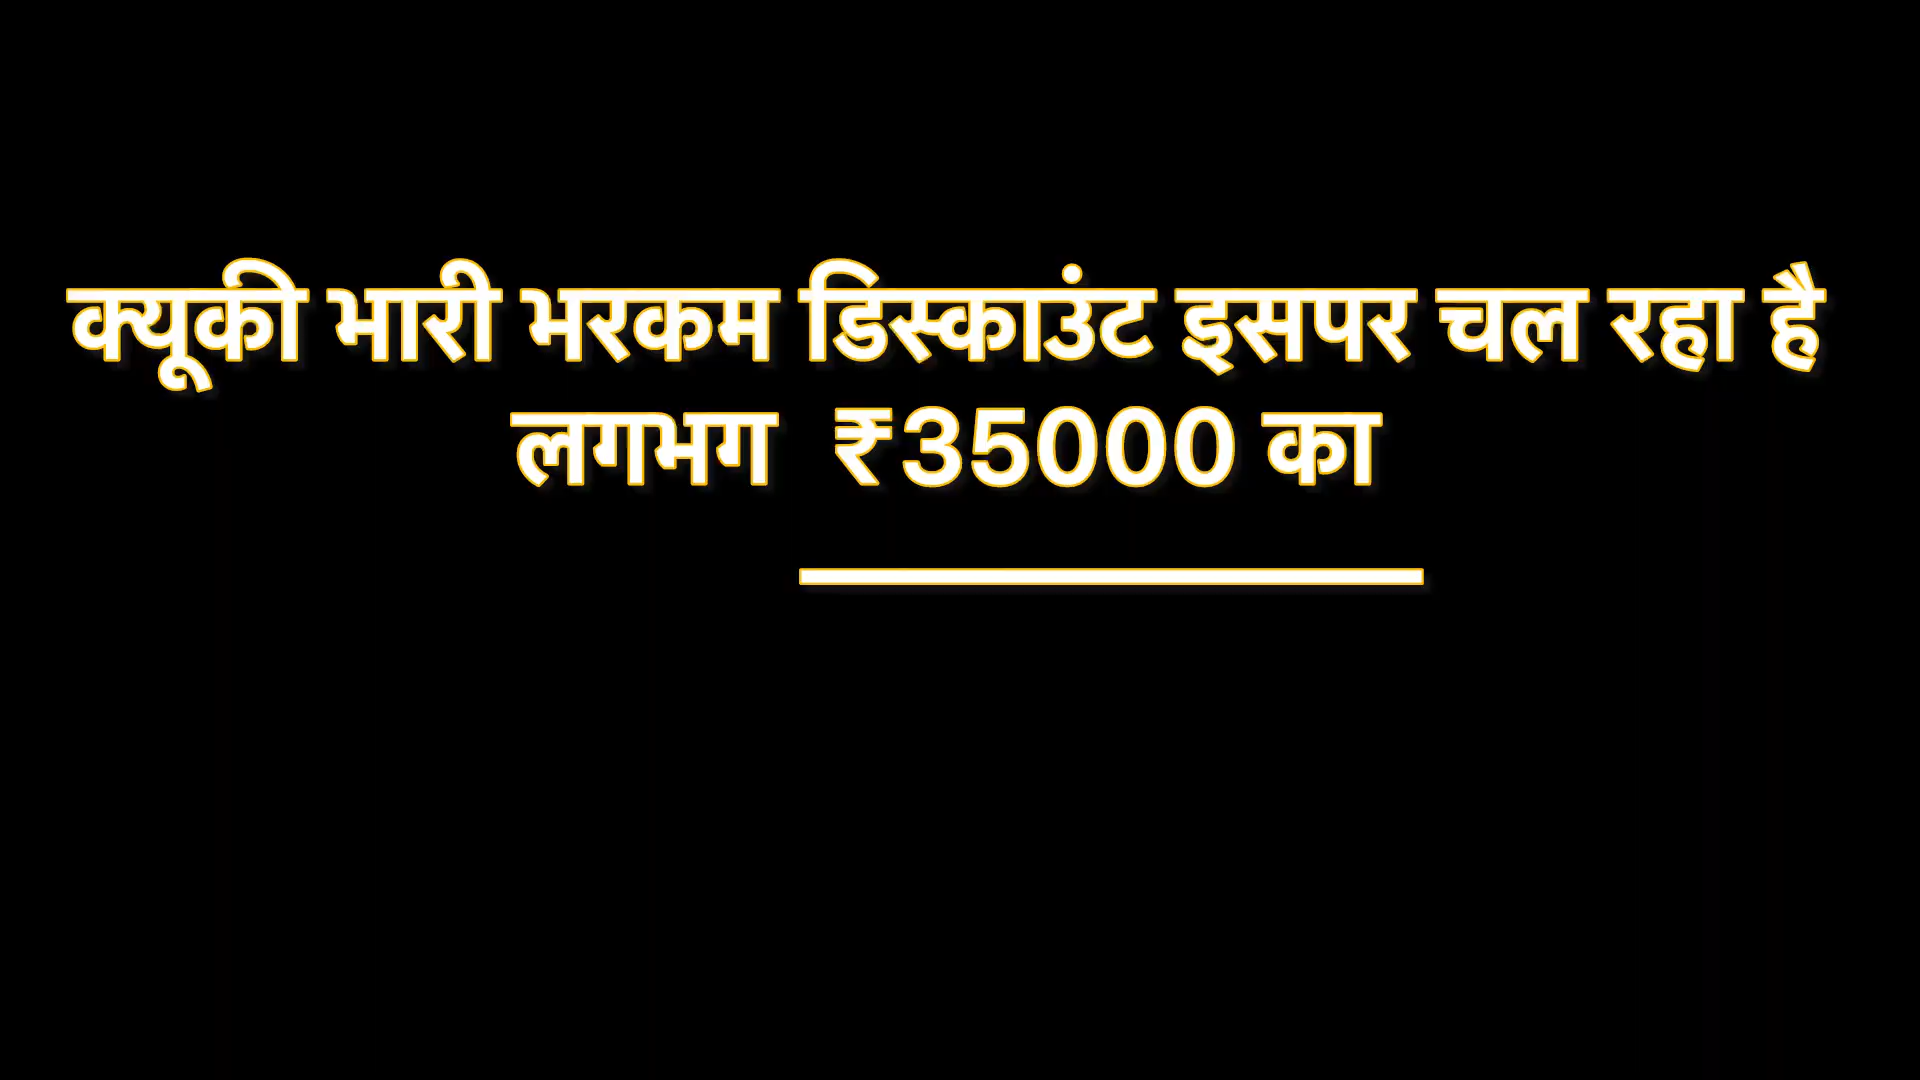 क्यूकी भारी भरकम डिस्काउंट इसपर चल रहा है
लगभग ₹35000 का